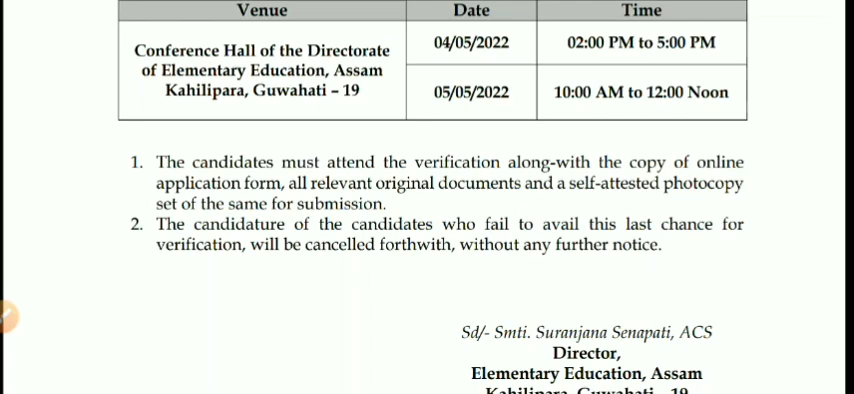 Venue Date Time
Conference Hall of the Directorate
of Elementary Education, Assam
Kahilipara, Guwahati – 19
04/05/2022 02:00 PM to 5:00 PM
05/05/2022 10:00 AM to 12:00 Noon
1. The candidates must attend the verification along-with the copy of online
application form, all relevant original documents and a self-attested photocopy
set of the same for submission.
2. The candidature of the candidates who fail to avail this last chance for
verification, will be cancelled forthwith, without any further notice.
Sd/- Smti. Suranjana Senapati, ACS
Director,
Elementary Education, Assam
Kahilipara, Guwahati – 19